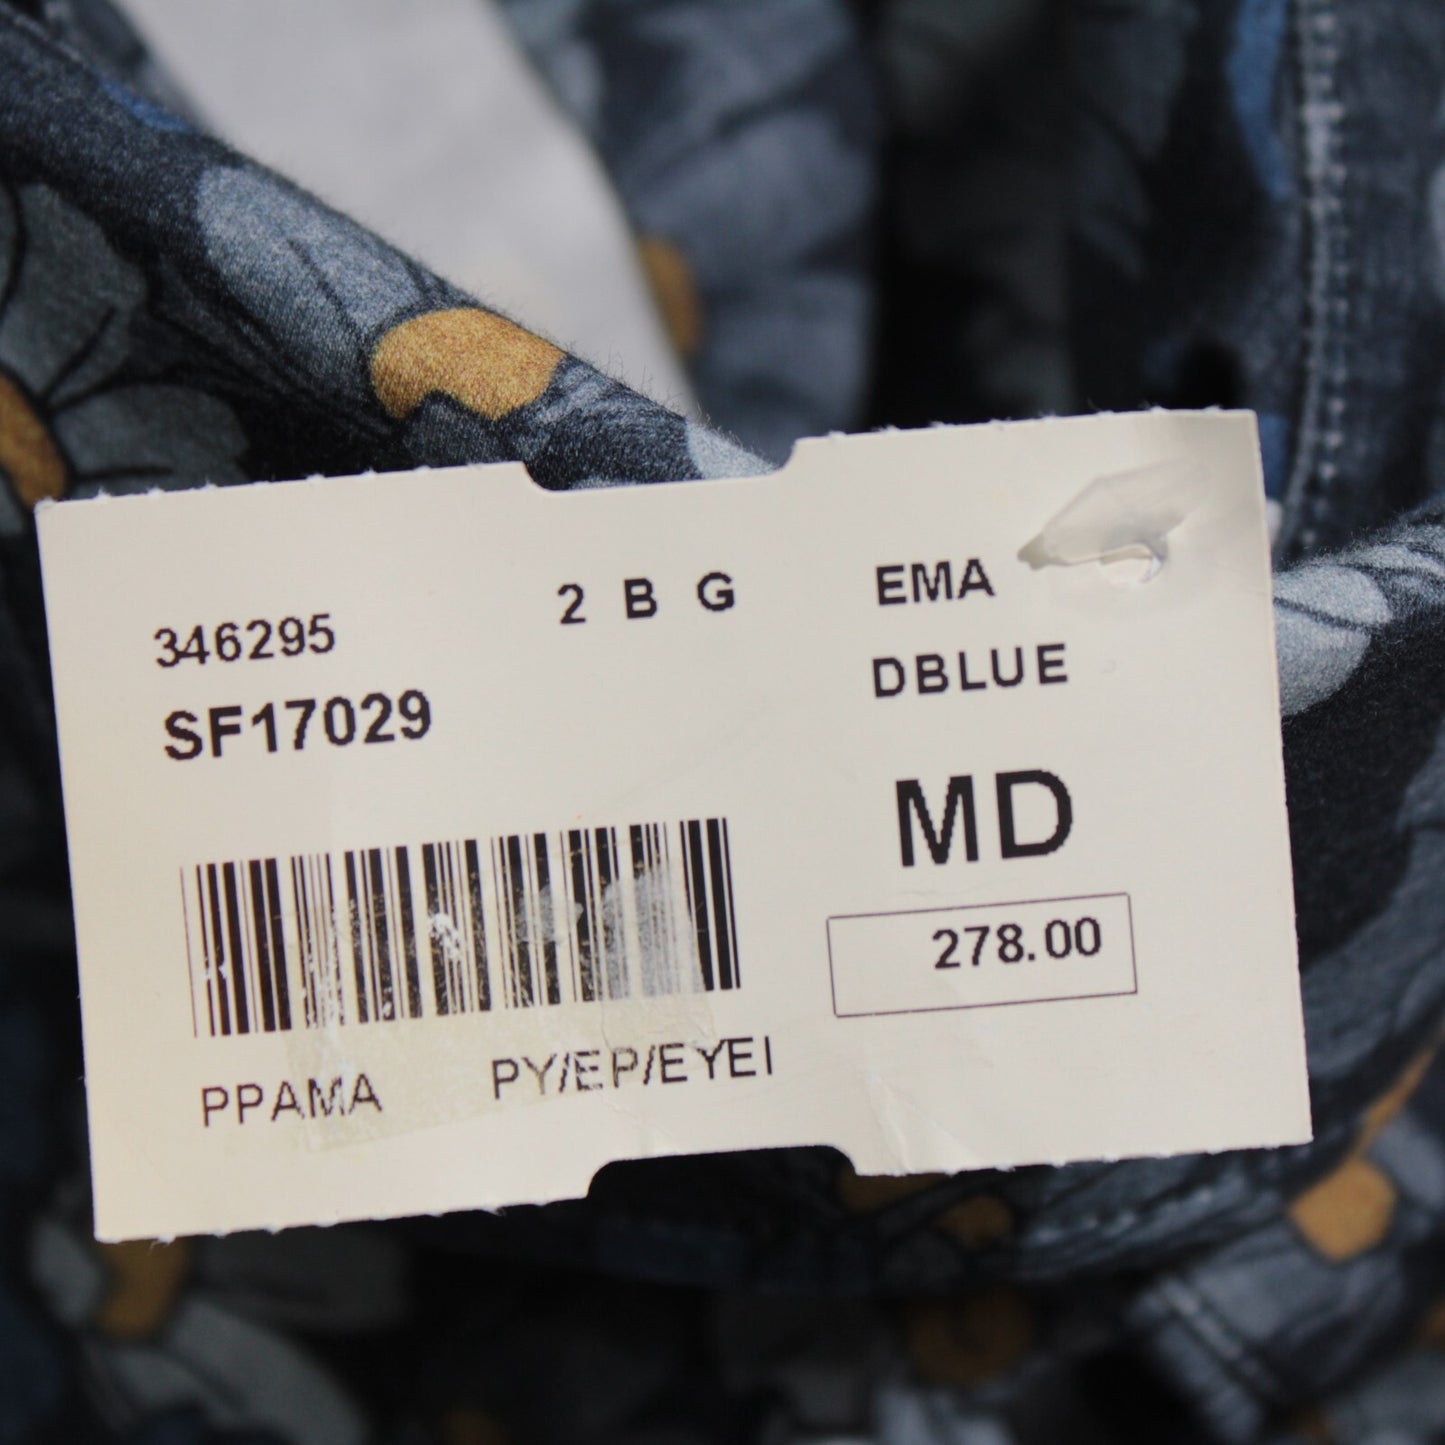 346295 2 B G EMA
SF17029 DBLUE
MD
278.00
PPAMA PY/EP/EYEI